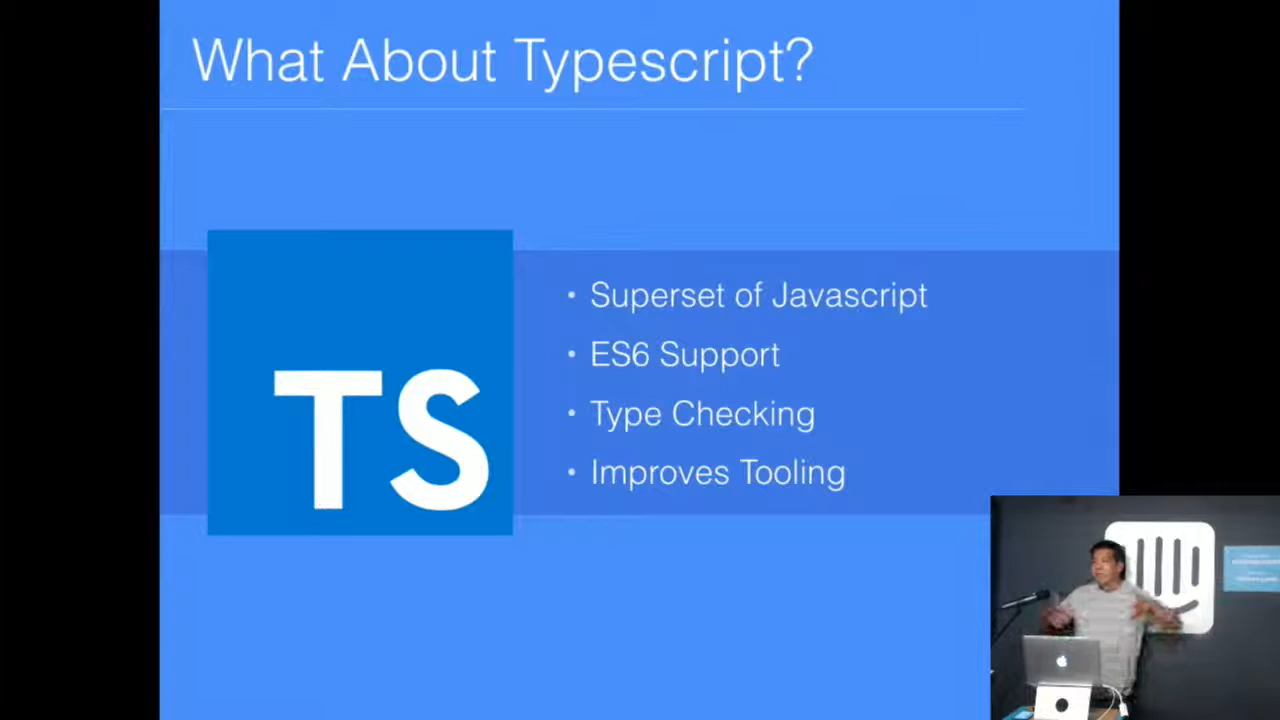 What About Typescript?
TS
• Superset of Javascript
• ES6 Support
• Type Checking
• Improves Tooling